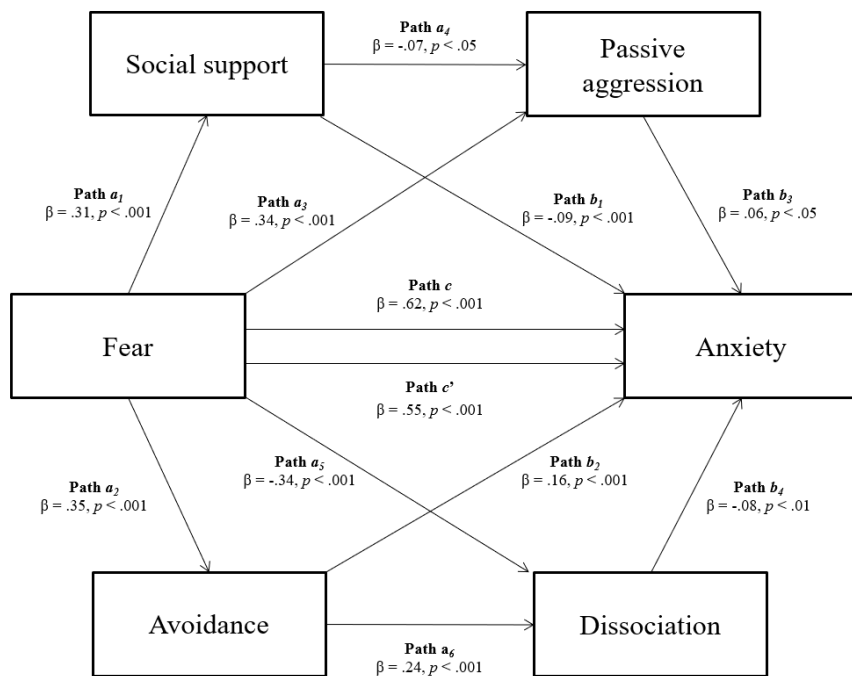 Path a4
β = -.07, p < .05
Social support
Passive
aggression
Path a1
β = .31, p < .001
Path a3
β = .34, p < .001
Path b1
β = -.09, p < .001
Path b3
β = .06, p < .05
Path c
β = .62, p < .001
Fear
Anxiety
Path c’
β = .55, p < .001
Path a2
β = .35, p < .001
Path a5
β = -.34, p < .001
Path b2
β = .16, p < .001
Path b4
β = -.08, p < .01
Avoidance
Dissociation
Path a6
β = .24, p < .001